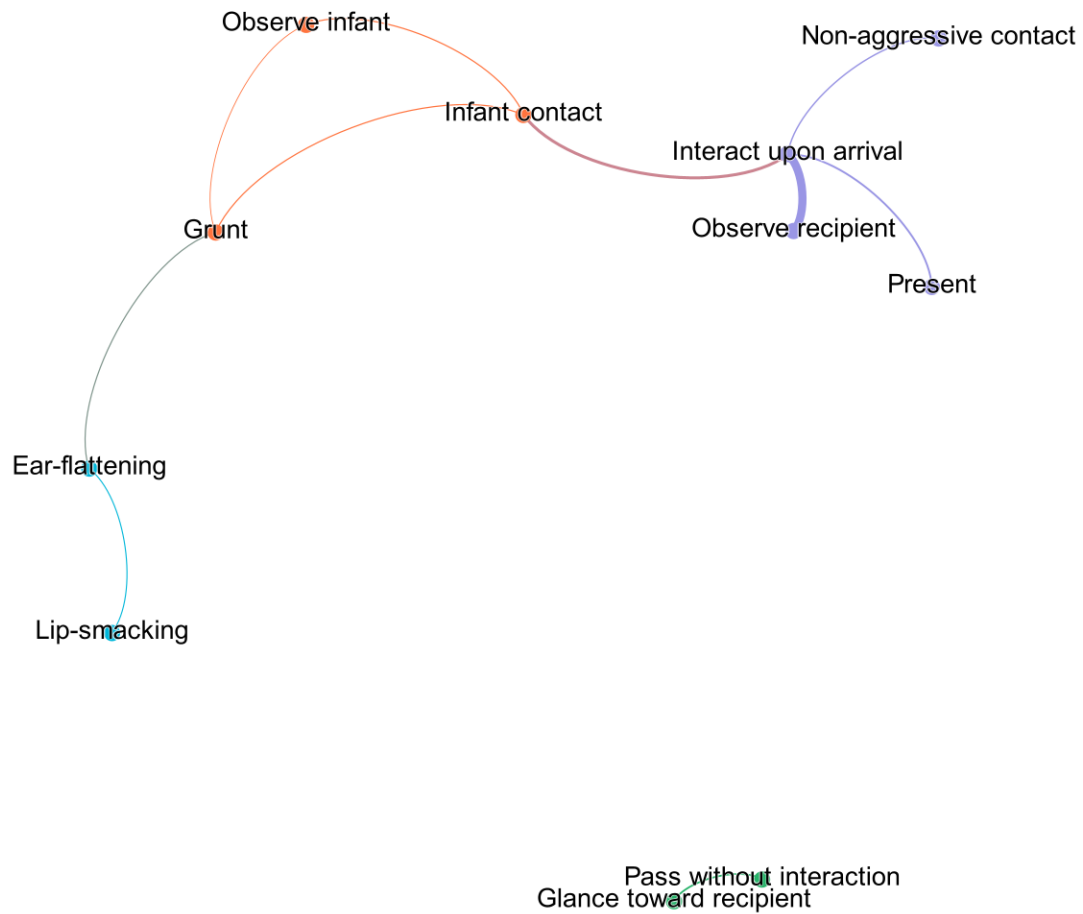 Observe infant
Non-aggressive contact
Infant contact
Interact upon arrival
Grunt
Observe recipient
Present
Ear-flattening
Lip-smacking
Pass without interaction
Glance toward recipient